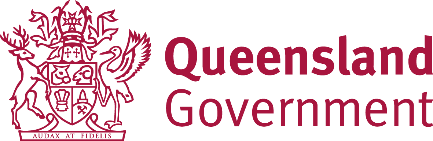 Queensland
Government
AUDAX AT FIDELIS